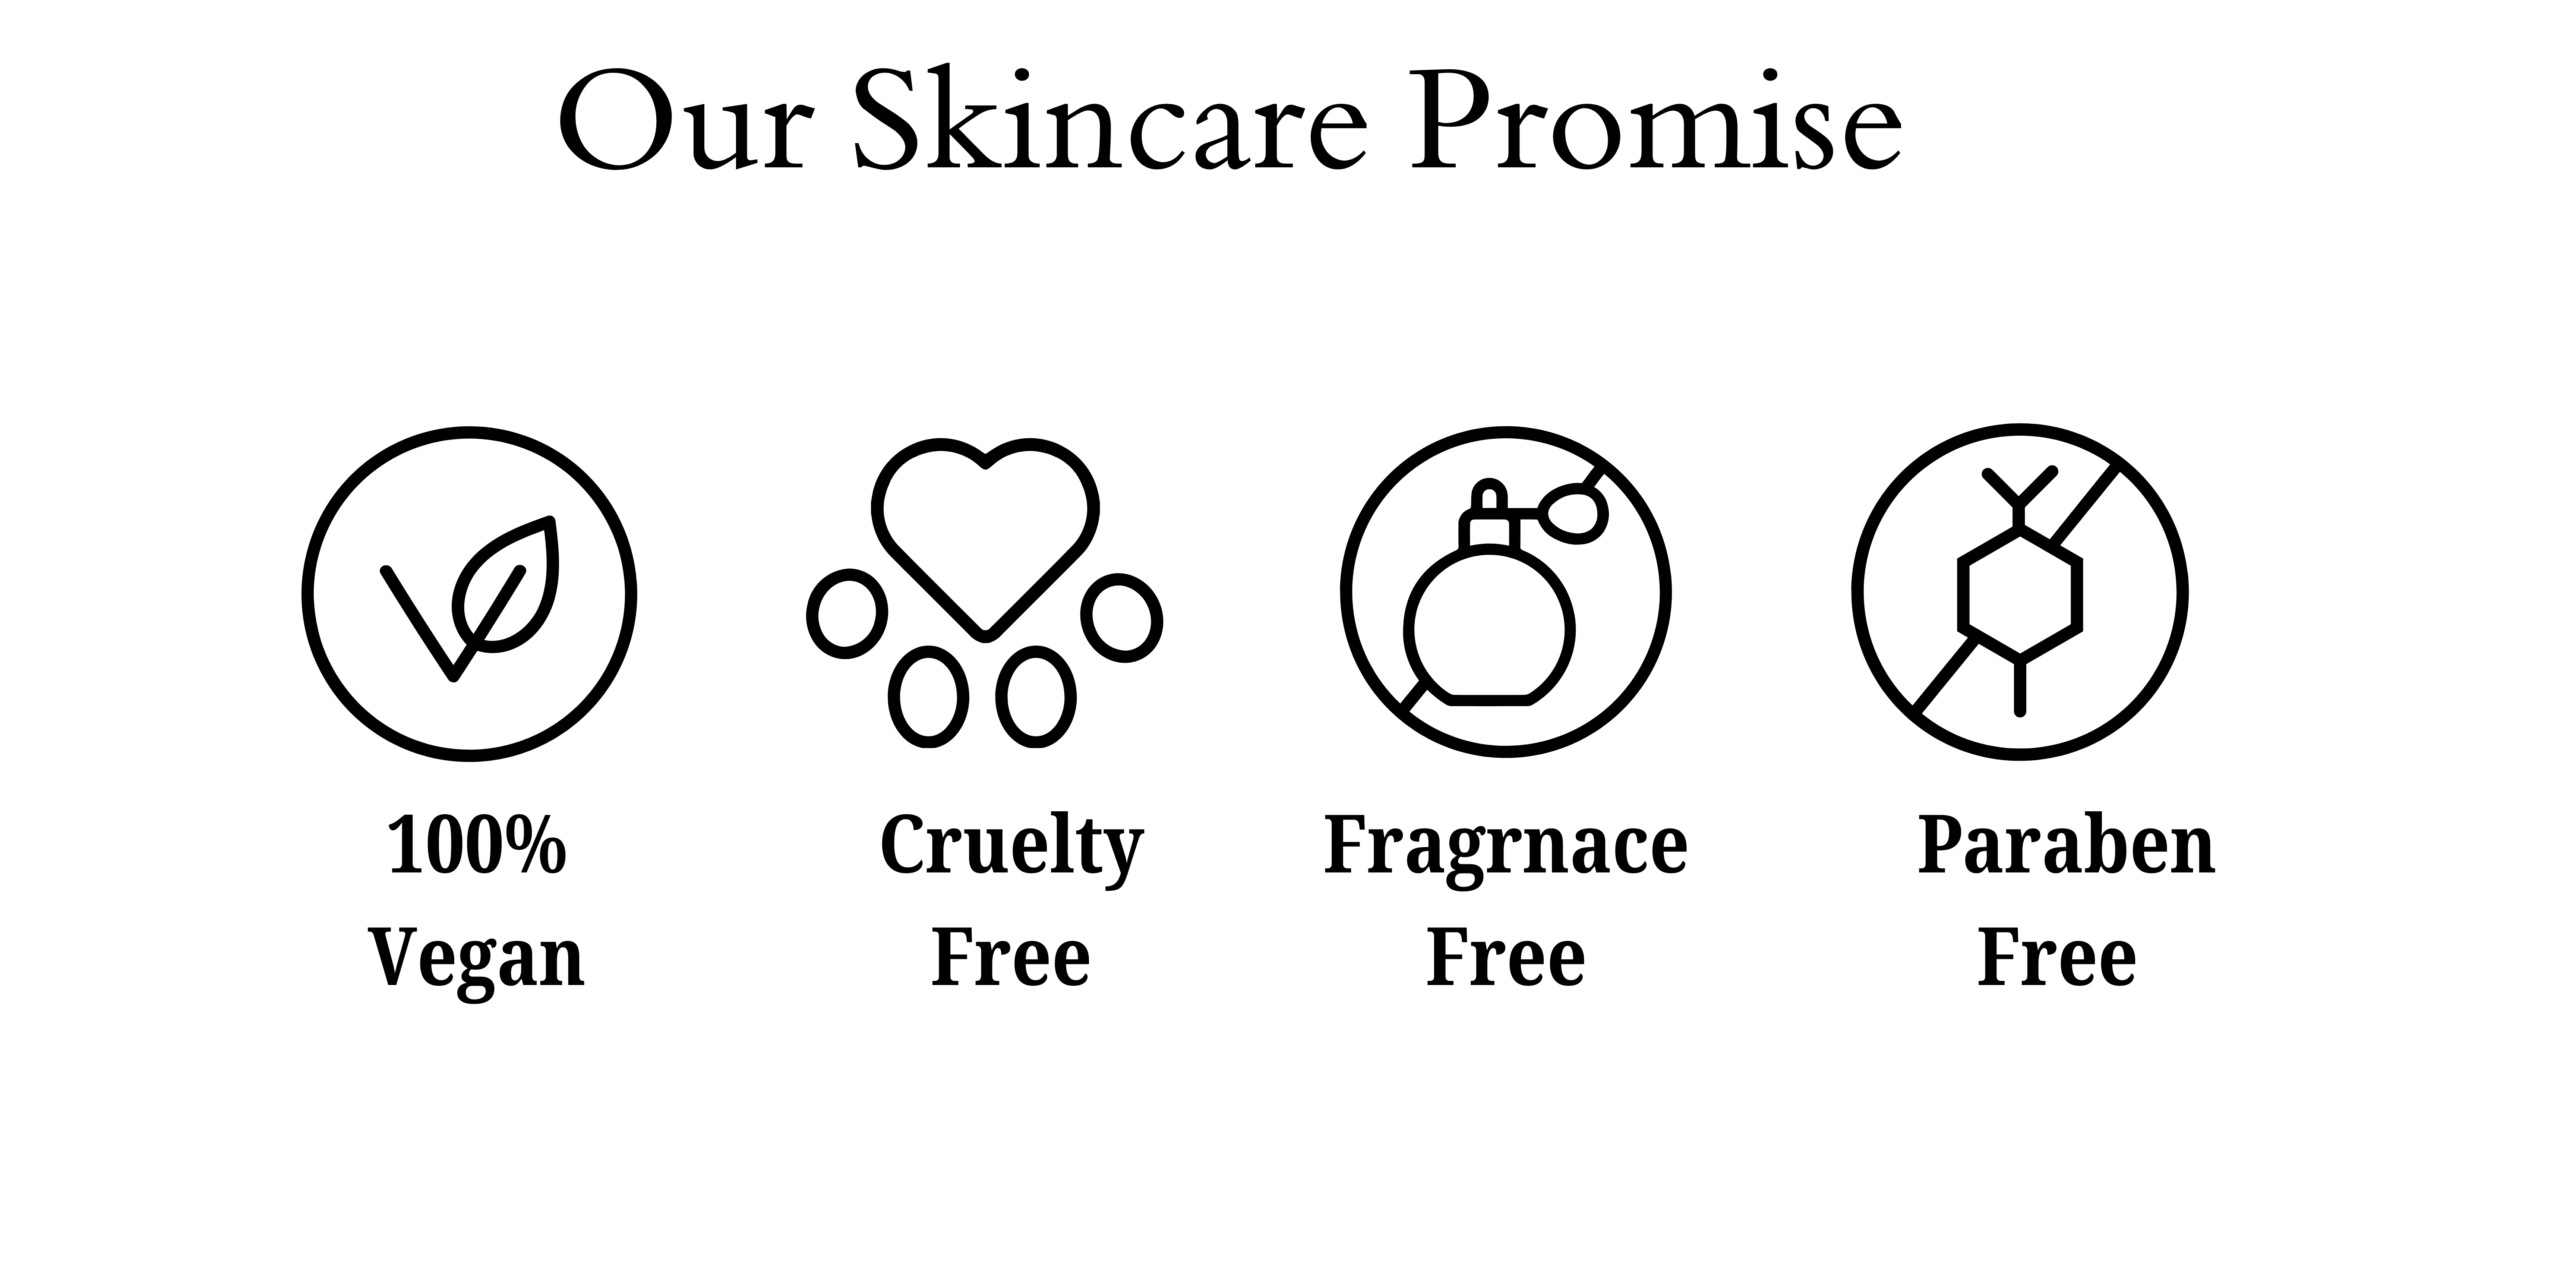 Our Skincare Promise
100%
Vegan
Cruelty
Free
Fragrnace
Free
Paraben
Free